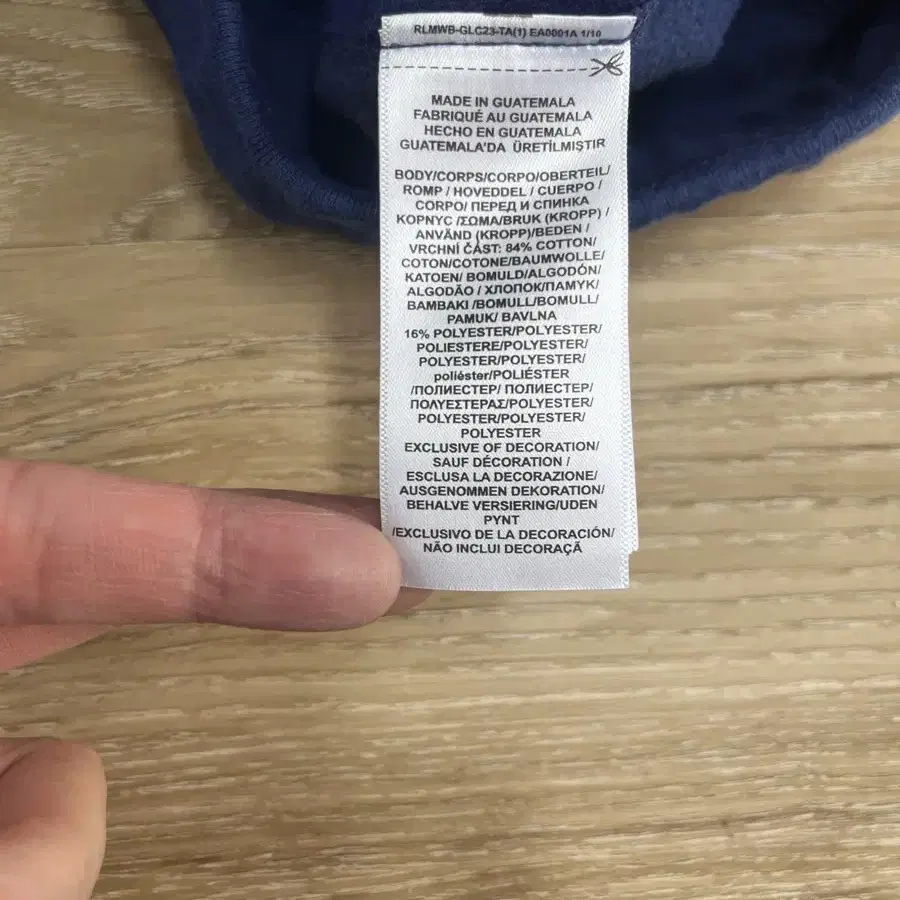 RLMWB-GLC23-TA(1) EA0001A 1/10
MADE IN GUATEMALA
FABRIQUÉ AU GUATEMALA
HECHO EN GUATEMALA
GUATEMALA'DA ÜRETİLMIŞTIR
BODY/CORPS/CORPO/OBERTEIL/
ROMP / HOVEDDEL / CUERPO /
CORPO/ ПЕРЕД И СПИНКА
КОРПУС /ΣΩΜΑ/BRUK (KROPP) /
ANVÄND (KROPP)/BEDEN /
VRCHNÍ ČÁST: 84% COTTON/
COTON/COTONE/BAUMWOLLE/
KATOEN/ BOMULD/ALGODÓN/
ALGODÃO / ХЛОПОК/ПАМУК/
BAMBAKI /BOMULL/BOMULL/
PAMUK/ BAVLNA
16% POLYESTER/POLYESTER/
POLIESTERE/POLYESTER/
POLYESTER/POLYESTER/
poliéster/POLIÉSTER
/ПОЛИЕСТЕР/ ПОЛИЕСТЕР/
ΠΟΛΥΕΣΤΕΡΑΣ/POLYESTER/
POLYESTER/POLYESTER/
POLYESTER
EXCLUSIVE OF DECORATION/
SAUF DÉCORATION /
ESCLUSA LA DECORAZIONE/
AUSGENOMMEN DEKORATION/
BEHALVE VERSIERING/UDEN
PYNT
/EXCLUSIVO DE LA DECORACIÓN/
NÃO INCLUI DECORAÇÃ